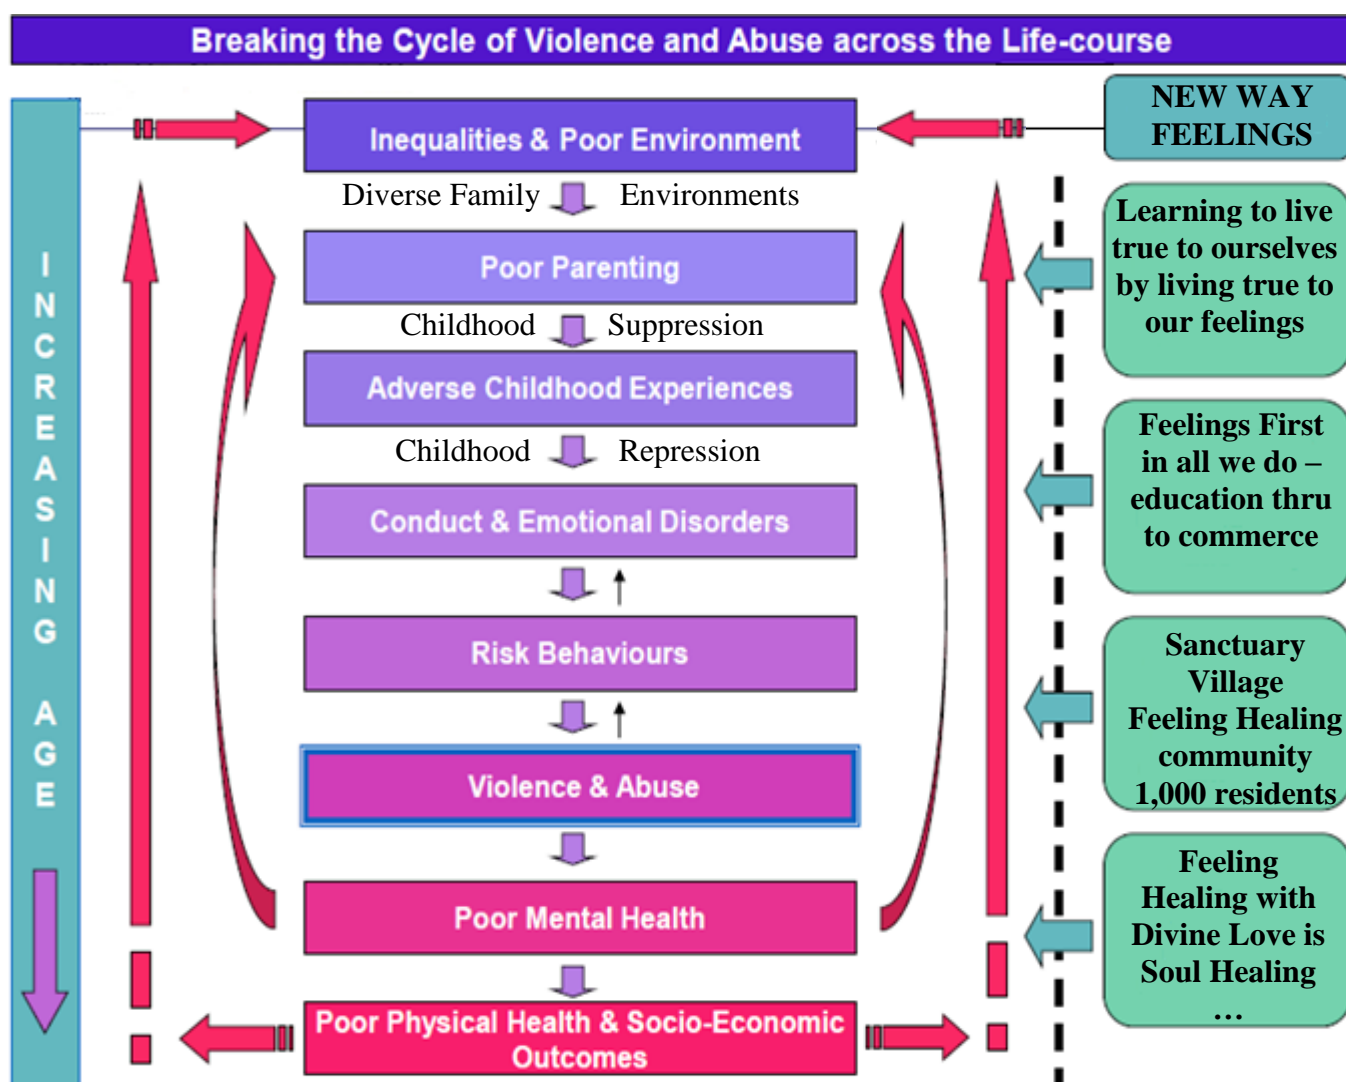 Breaking the Cycle of Violence and Abuse across the Life-course
INCREASING AGE
Inequalities & Poor Environment
Diverse Family Environments
Poor Parenting
Childhood Suppression
Adverse Childhood Experiences
Childhood Repression
Conduct & Emotional Disorders
Risk Behaviours
Violence & Abuse
Poor Mental Health
Poor Physical Health & Socio-Economic
Outcomes
NEW WAY
FEELINGS
Learning to live
true to ourselves
by living true to
our feelings
Feelings First
in all we do –
education thru
to commerce
Sanctuary
Village
Feeling Healing
community
1,000 residents
Feeling
Healing with
Divine Love is
Soul Healing
…